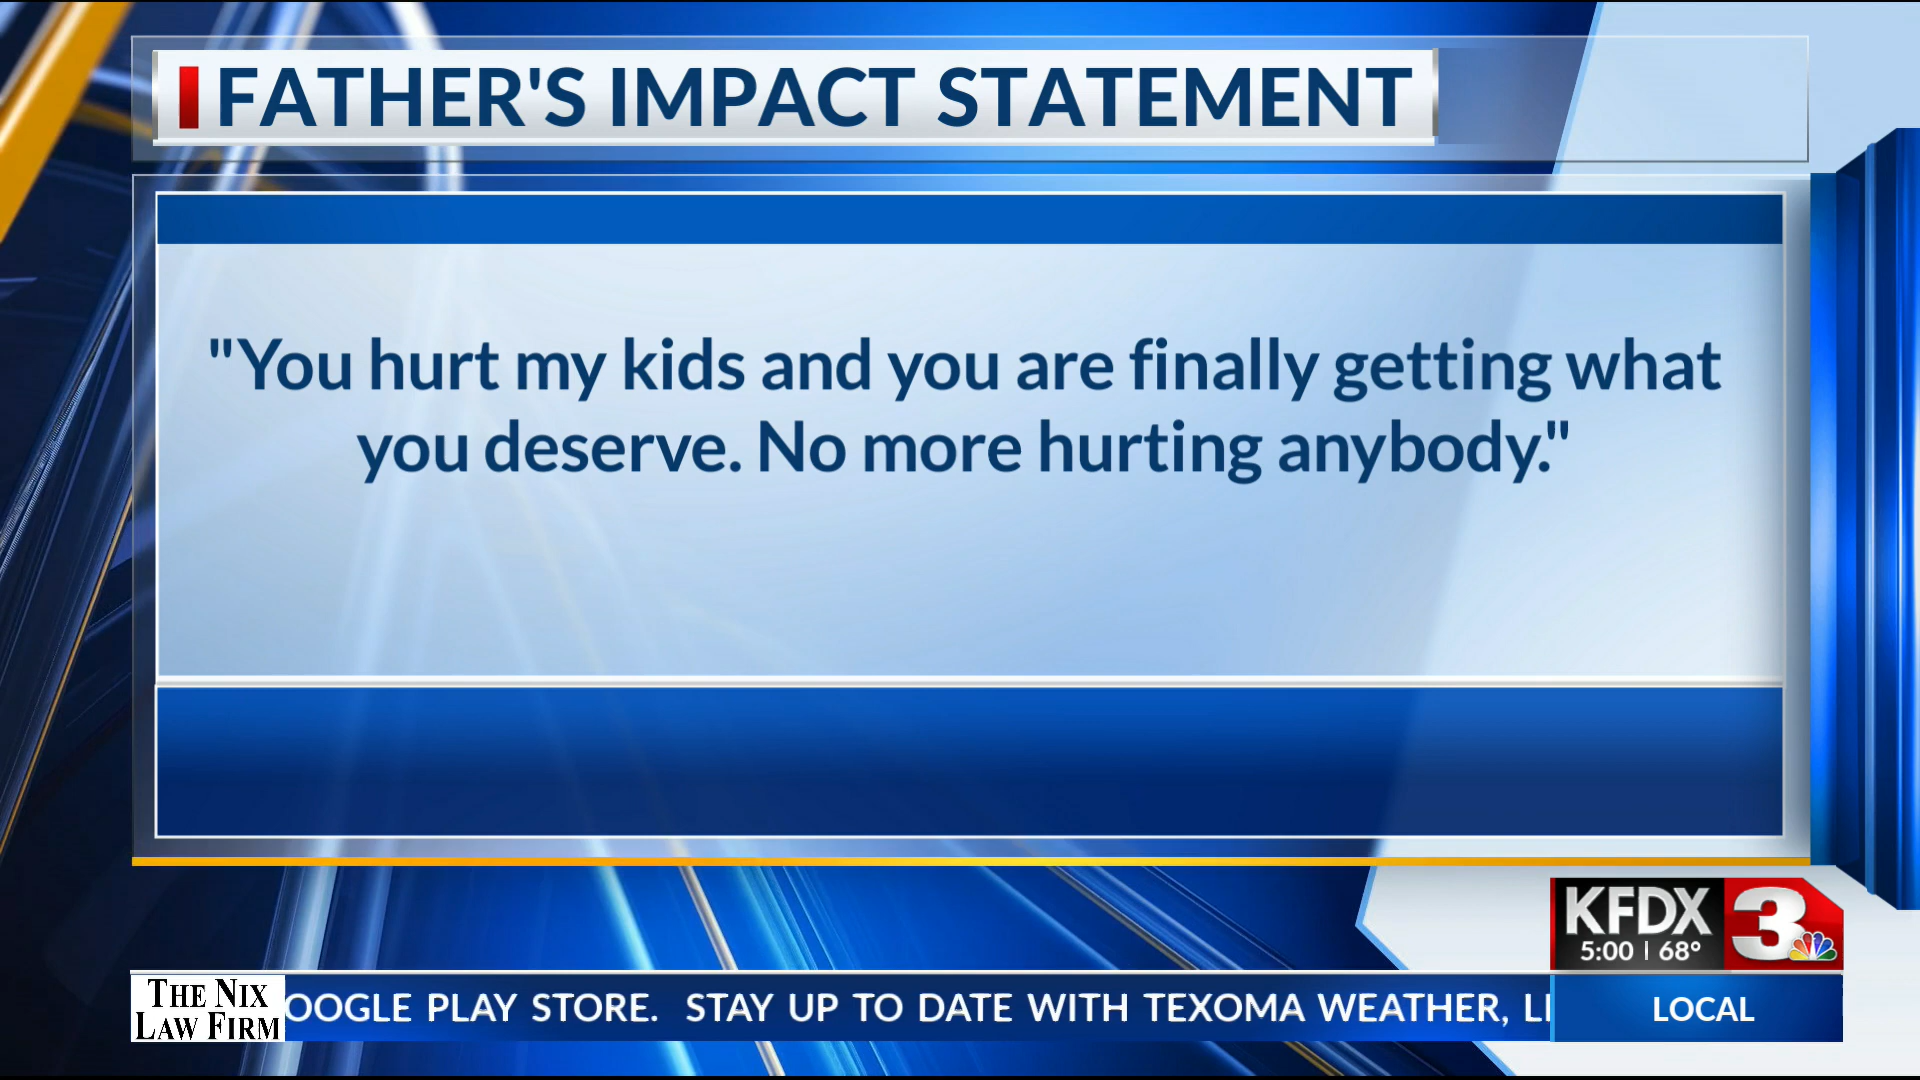 FATHER'S IMPACT STATEMENT
"You hurt my kids and you are finally getting what
you deserve. No more hurting anybody."
KFDX 3
5:00 | 68°
THE NIX
LAW FIRM
OOGLE PLAY STORE. STAY UP TO DATE WITH TEXOMA WEATHER, LI
LOCAL